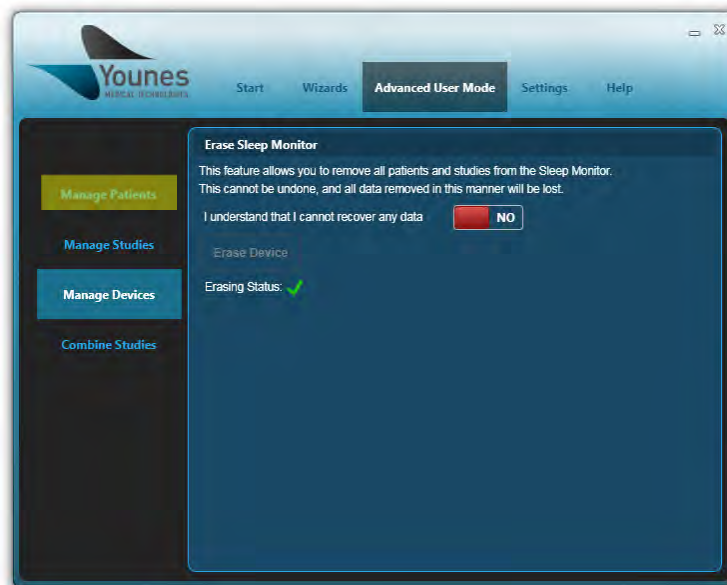 Younes
MEDICAL TECHNOLOGIES
Start Wizards Advanced User Mode Settings Help
Erase Sleep Monitor
This feature allows you to remove all patients and studies from the Sleep Monitor.
This cannot be undone, and all data removed in this manner will be lost.
Manage Patients
I understand that I cannot recover any data NO
Manage Studies
Erase Device
Manage Devices
Erasing Status:
Combine Studies